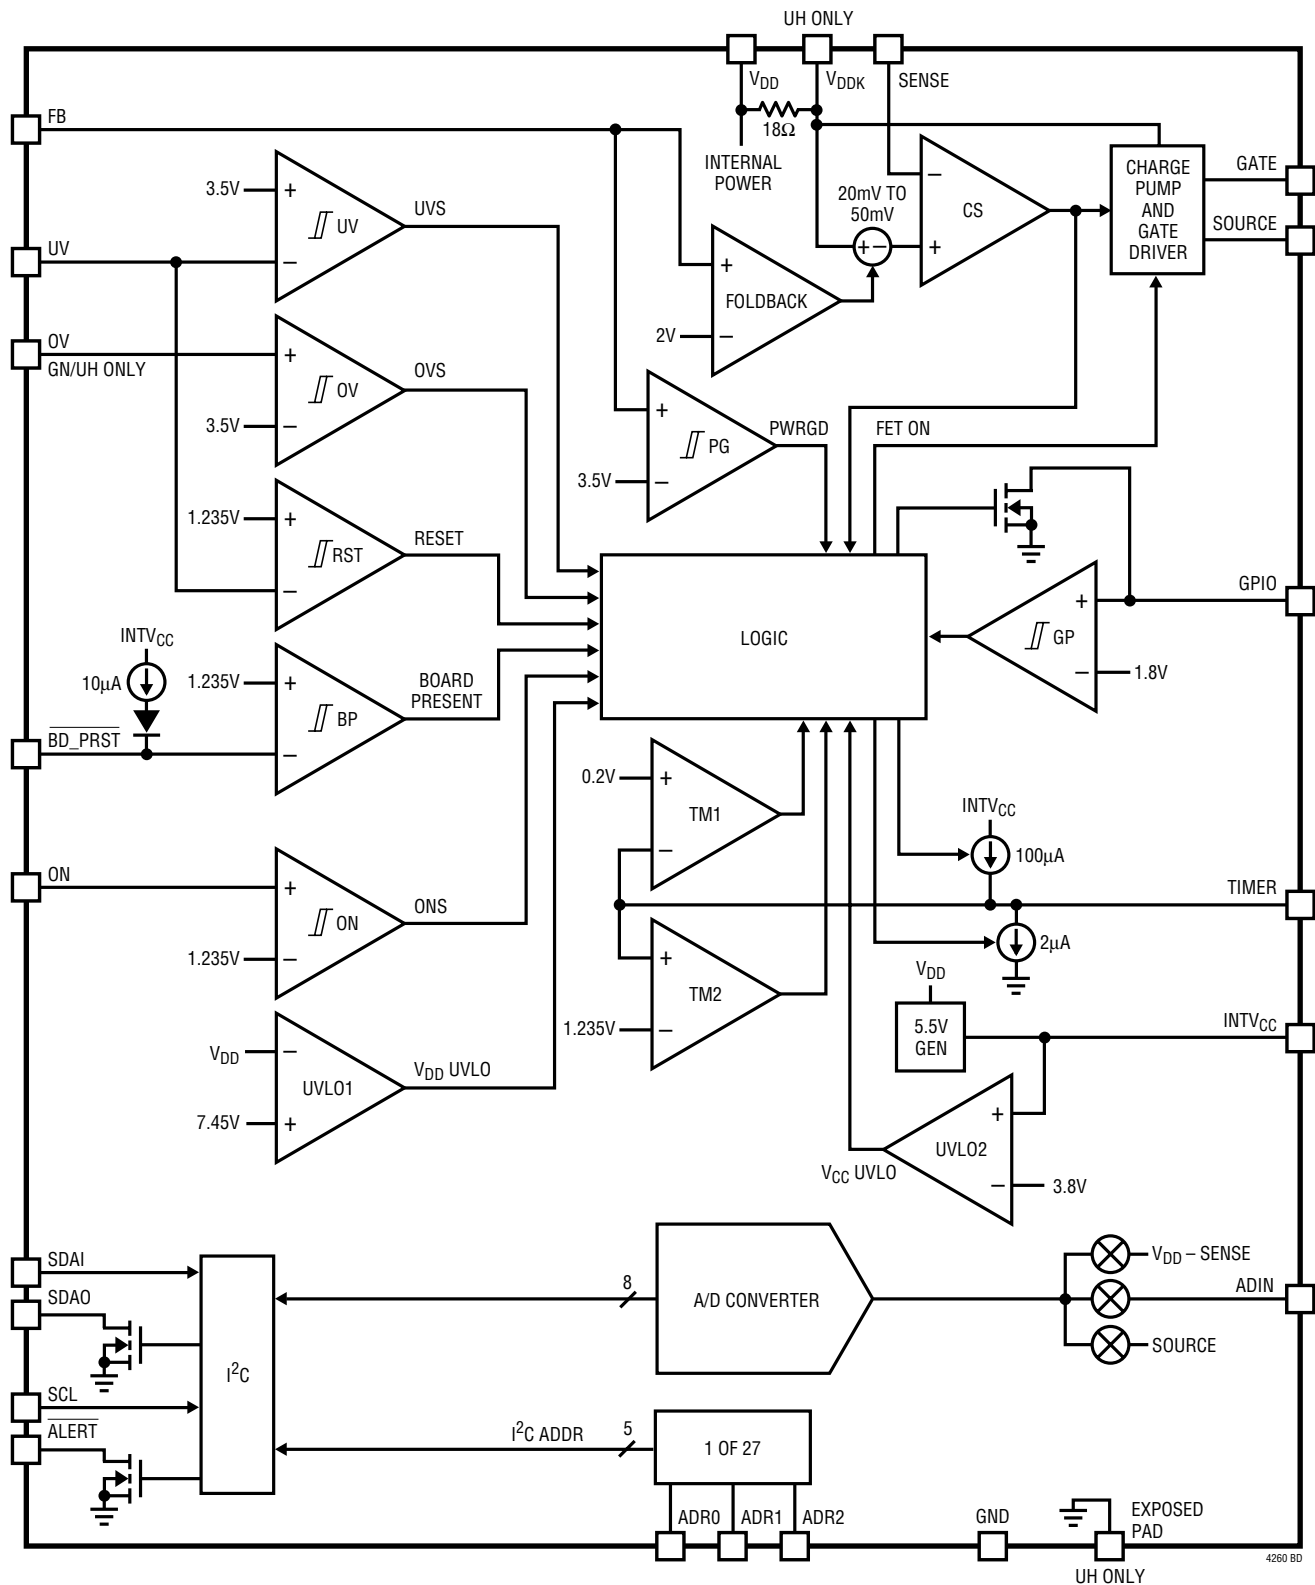 UH ONLY
VDD
VDDK
SENSE
FB
18Ω
INTERNAL
POWER
20mV TO
50mV
CS
−
+
+−
CHARGE
PUMP
AND
GATE
DRIVER
GATE
SOURCE
3.5V
+
UVS
UV
UV
−
FOLDBACK
+
2V
−
OV
GN/UH ONLY
+
OVS
OV
3.5V
−
+
PG
PWRGD
FET ON
3.5V
−
1.235V
+
RESET
RST
−
LOGIC
GPIO
+
GP
−
1.8V
INTVCC
10µA
1.235V
+
BOARD
PRESENT
BP
BD_PRST
−
0.2V
+
TM1
−
INTVCC
100µA
ON
+
ONS
ON
1.235V
−
TIMER
2µA
+
TM2
1.235V
−
VDD
5.5V
GEN
INTVCC
VDD
−
UVLO1
VDD UVLO
7.45V
+
+
UVLO2
VCC UVLO
−
3.8V
SDAI
SDAO
SCL
ALERT
I2C
8
A/D CONVERTER
VDD – SENSE
ADIN
SOURCE
I2C ADDR
5
1 OF 27
ADR0
ADR1
ADR2
GND
EXPOSED
PAD
UH ONLY
4260 BD